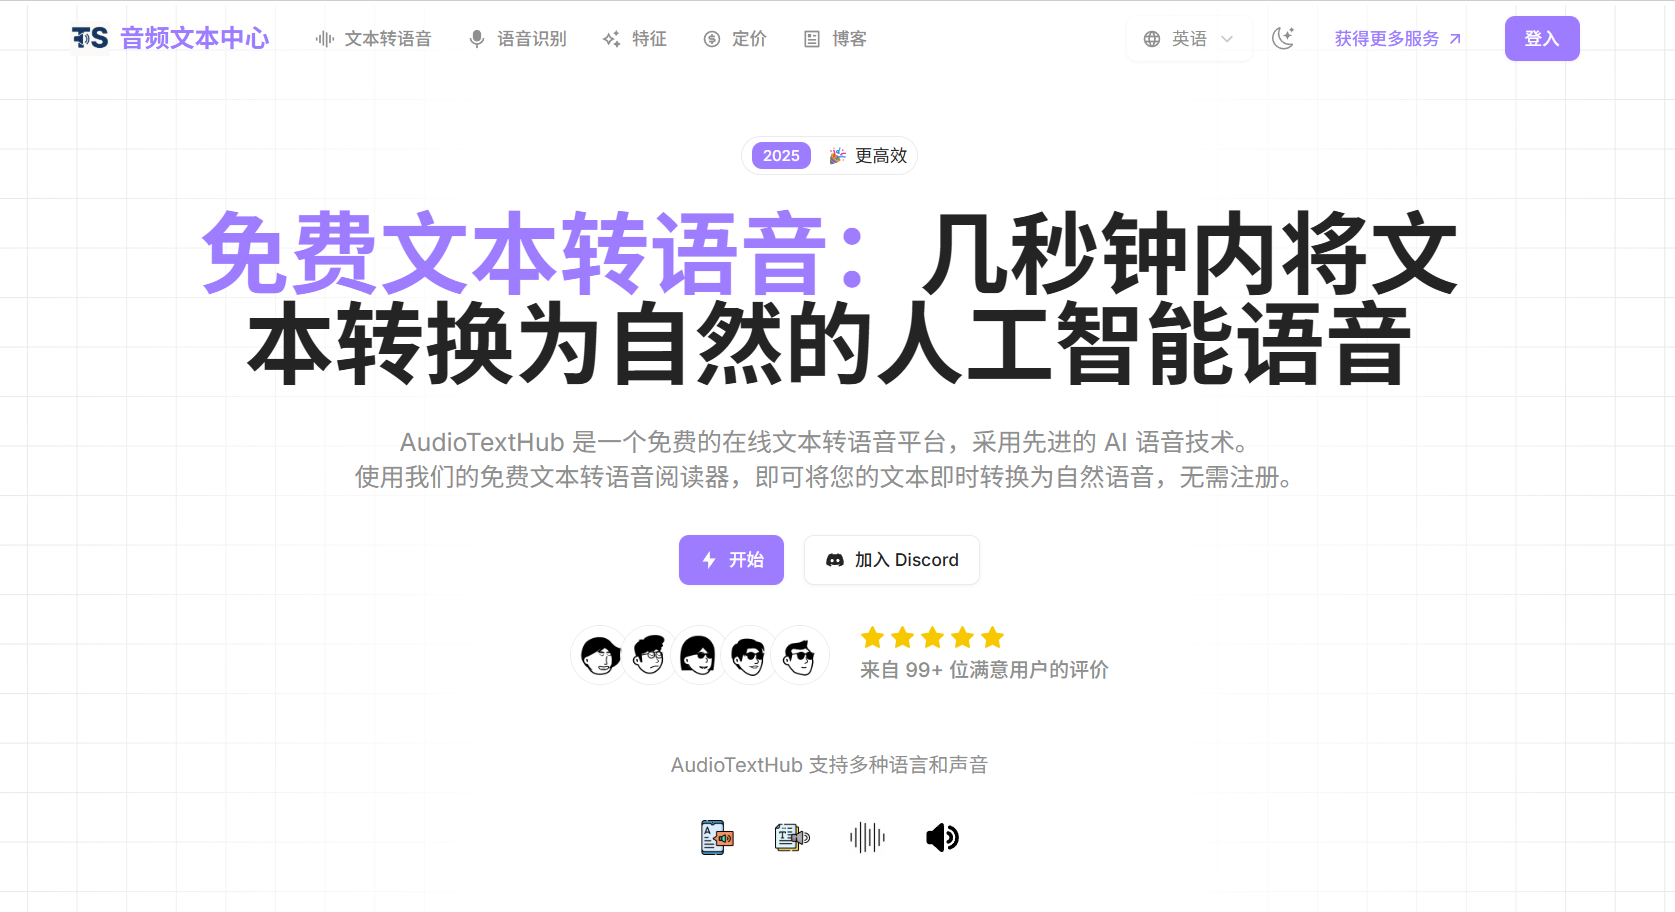 TS 音频文本中心
文本转语音
语音识别
特征
定价
博客
英语
获得更多服务
登入
2025 更高效
免费文本转语音：几秒钟内将文
本转换为自然的人工智能语音
AudioTextHub 是一个免费的在线文本转语音平台，采用先进的 AI 语音技术。
使用我们的免费文本转语音阅读器，即可将您的文本即时转换为自然语音，无需注册。
开始
加入 Discord
来自 99+ 位满意用户的评价
AudioTextHub 支持多种语言和声音